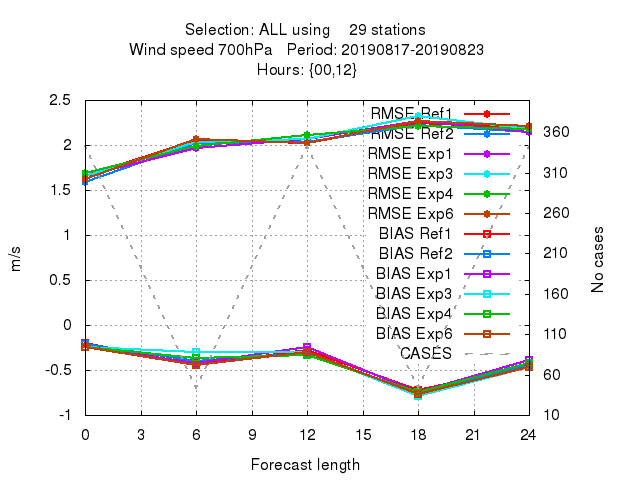 Selection: ALL using 29 stations
Wind speed 700hPa Period: 20190817-20190823
Hours: {00,12}
2.5
2
1.5
1
0.5
0
-0.5
-1
m/s
RMSE Ref1
RMSE Ref2
RMSE Exp1
RMSE Exp3
RMSE Exp4
RMSE Exp6
BIAS Ref1
BIAS Ref2
BIAS Exp1
BIAS Exp3
BIAS Exp4
BIAS Exp6
CASES
360
310
260
210
160
110
60
10
No cases
0 3 6 9 12 15 18 21 24
Forecast length